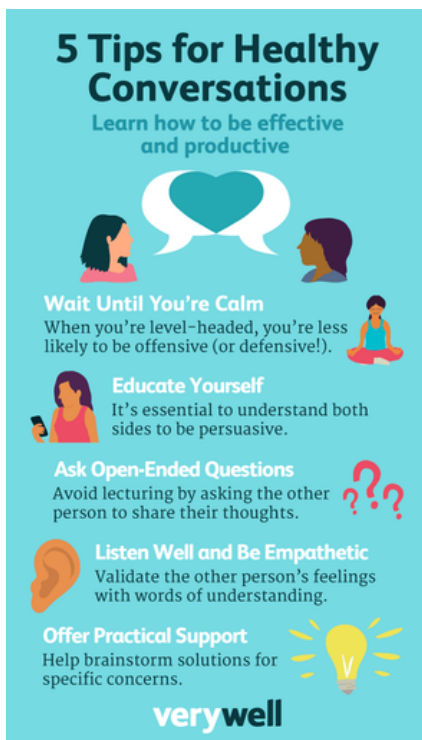 5 Tips for Healthy
Conversations
Learn how to be effective
and productive
Wait Until You're Calm
When you're level-headed, you're less
likely to be offensive (or defensive!).
Educate Yourself
It's essential to understand both
sides to be persuasive.
Ask Open-Ended Questions
Avoid lecturing by asking the other
person to share their thoughts.
Listen Well and Be Empathetic
Validate the other person's feelings
with words of understanding.
Offer Practical Support
Help brainstorm solutions for
specific concerns.
verywell